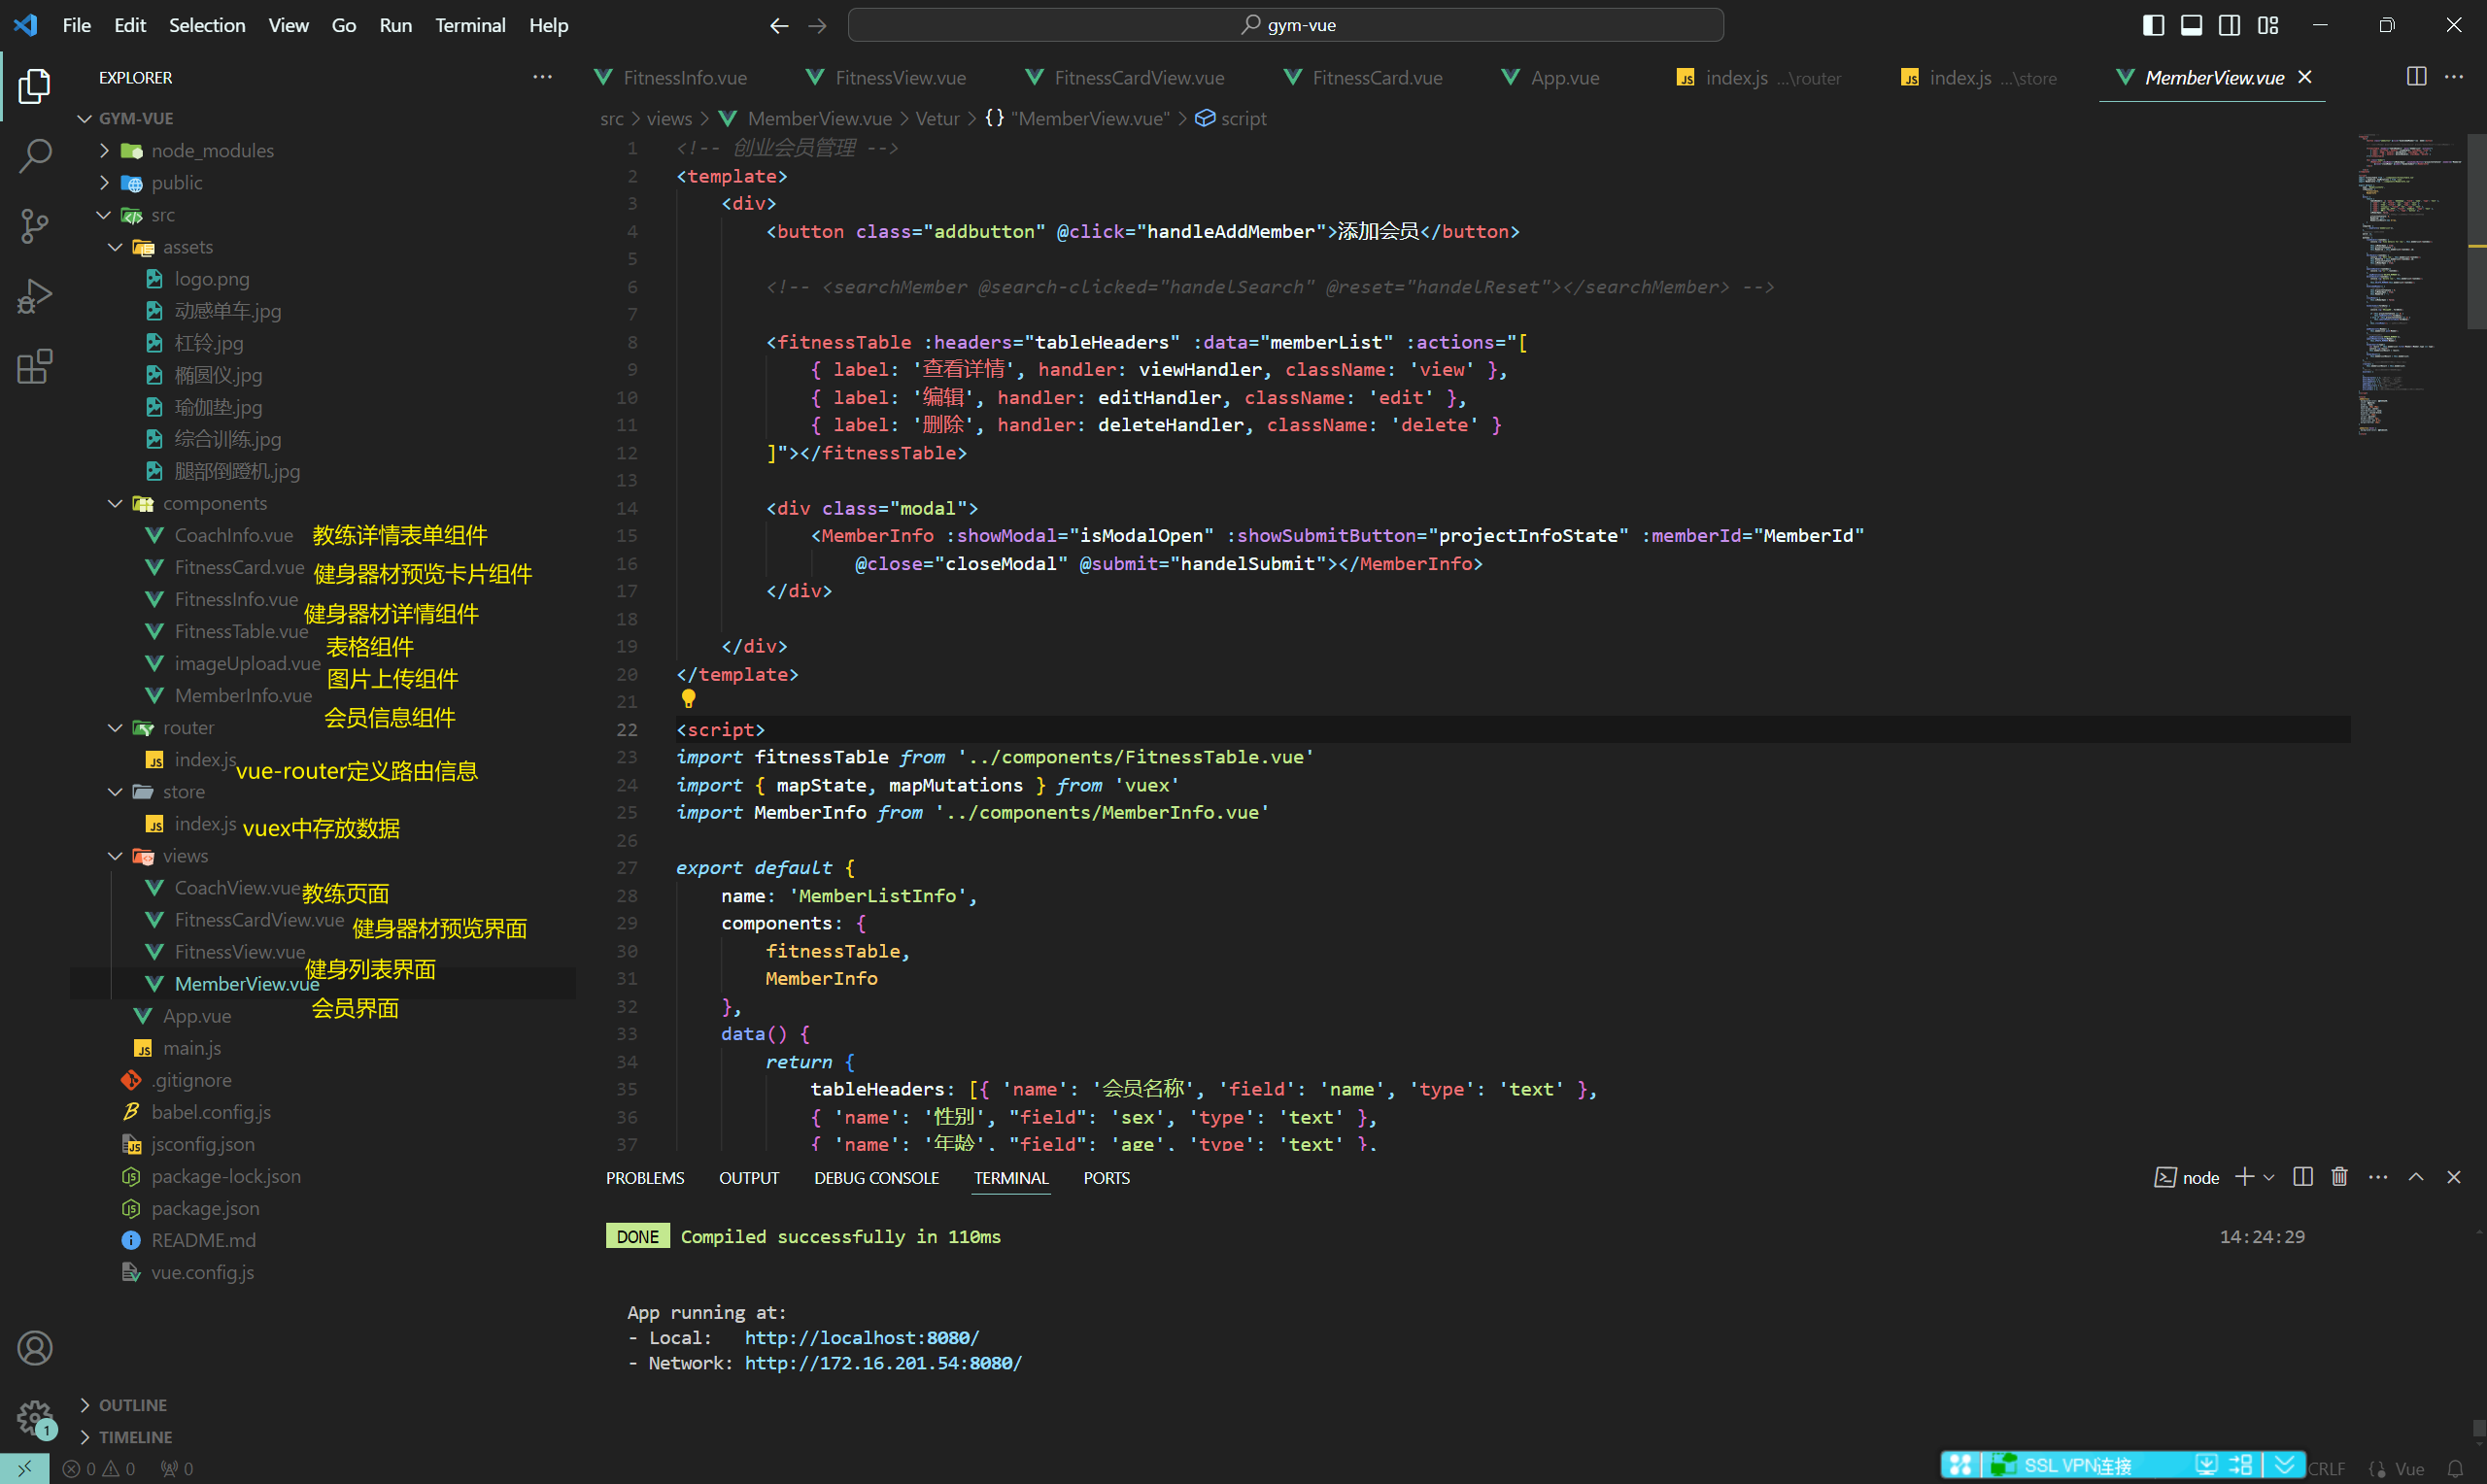 File Edit Selection View Go Run Terminal Help
gym-vue
EXPLORER
GYM-VUE
node_modules
public
src
assets
logo.png
动感单车.jpg
杠铃.jpg
椭圆仪.jpg
瑜伽垫.jpg
综合训练.jpg
腿部倒蹬机.jpg
components
CoachInfo.vue 教练详情表单组件
FitnessCard.vue 健身器材预览卡片组件
FitnessInfo.vue 健身器材详情组件
FitnessTable.vue 表格组件
imageUpload.vue 图片上传组件
MemberInfo.vue 会员信息组件
router
index.js vue-router定义路由信息
store
index.js vuex中存放数据
views
CoachView.vue 教练页面
FitnessCardView.vue 健身器材预览界面
FitnessView.vue 健身列表界面
MemberView.vue 会员界面
App.vue
main.js
.gitignore
babel.config.js
jsconfig.json
package-lock.json
package.json
README.md
vue.config.js
OUTLINE
TIMELINE
FitnessInfo.vue FitnessView.vue FitnessCardView.vue FitnessCard.vue App.vue index.js ...\router index.js ...\store MemberView.vue
src > views > MemberView.vue > Vetur > {} "MemberView.vue" > script
1 <!-- 创业会员管理 -->
2 <template>
3 <div>
4 <button class="addbutton" @click="handleAddMember">添加会员</button>
5
6 <!-- <searchMember @search-clicked="handelSearch" @reset="handelReset"></searchMember> -->
7
8 <fitnessTable :headers="tableHeaders" :data="memberList" :actions="[
9 { label: '查看详情', handler: viewHandler, className: 'view' },
10 { label: '编辑', handler: editHandler, className: 'edit' },
11 { label: '删除', handler: deleteHandler, className: 'delete' }
12 ]"></fitnessTable>
13
14 <div class="modal">
15 <MemberInfo :showModal="isModalOpen" :showSubmitButton="projectInfoState" :memberId="MemberId"
16 @close="closeModal" @submit="handelSubmit"></MemberInfo>
17 </div>
18
19 </div>
20 </template>
21
22 <script>
23 import fitnessTable from '../components/FitnessTable.vue'
24 import { mapState, mapMutations } from 'vuex'
25 import MemberInfo from '../components/MemberInfo.vue'
26
27 export default {
28 name: 'MemberListInfo',
29 components: {
30 fitnessTable,
31 MemberInfo
32 },
33 data() {
34 return {
35 tableHeaders: [{ 'name': '会员名称', 'field': 'name', 'type': 'text' },
36 { 'name': '性别', "field": 'sex', 'type': 'text' },
37 { 'name': '年龄', "field": 'age', 'type': 'text' },
PROBLEMS OUTPUT DEBUG CONSOLE TERMINAL PORTS
node
DONE Compiled successfully in 110ms 14:24:29
App running at:
- Local: http://localhost:8080/
- Network: http://172.16.201.54:8080/
1
0 0 0
SSL VPN连接
CRLF {} Vue